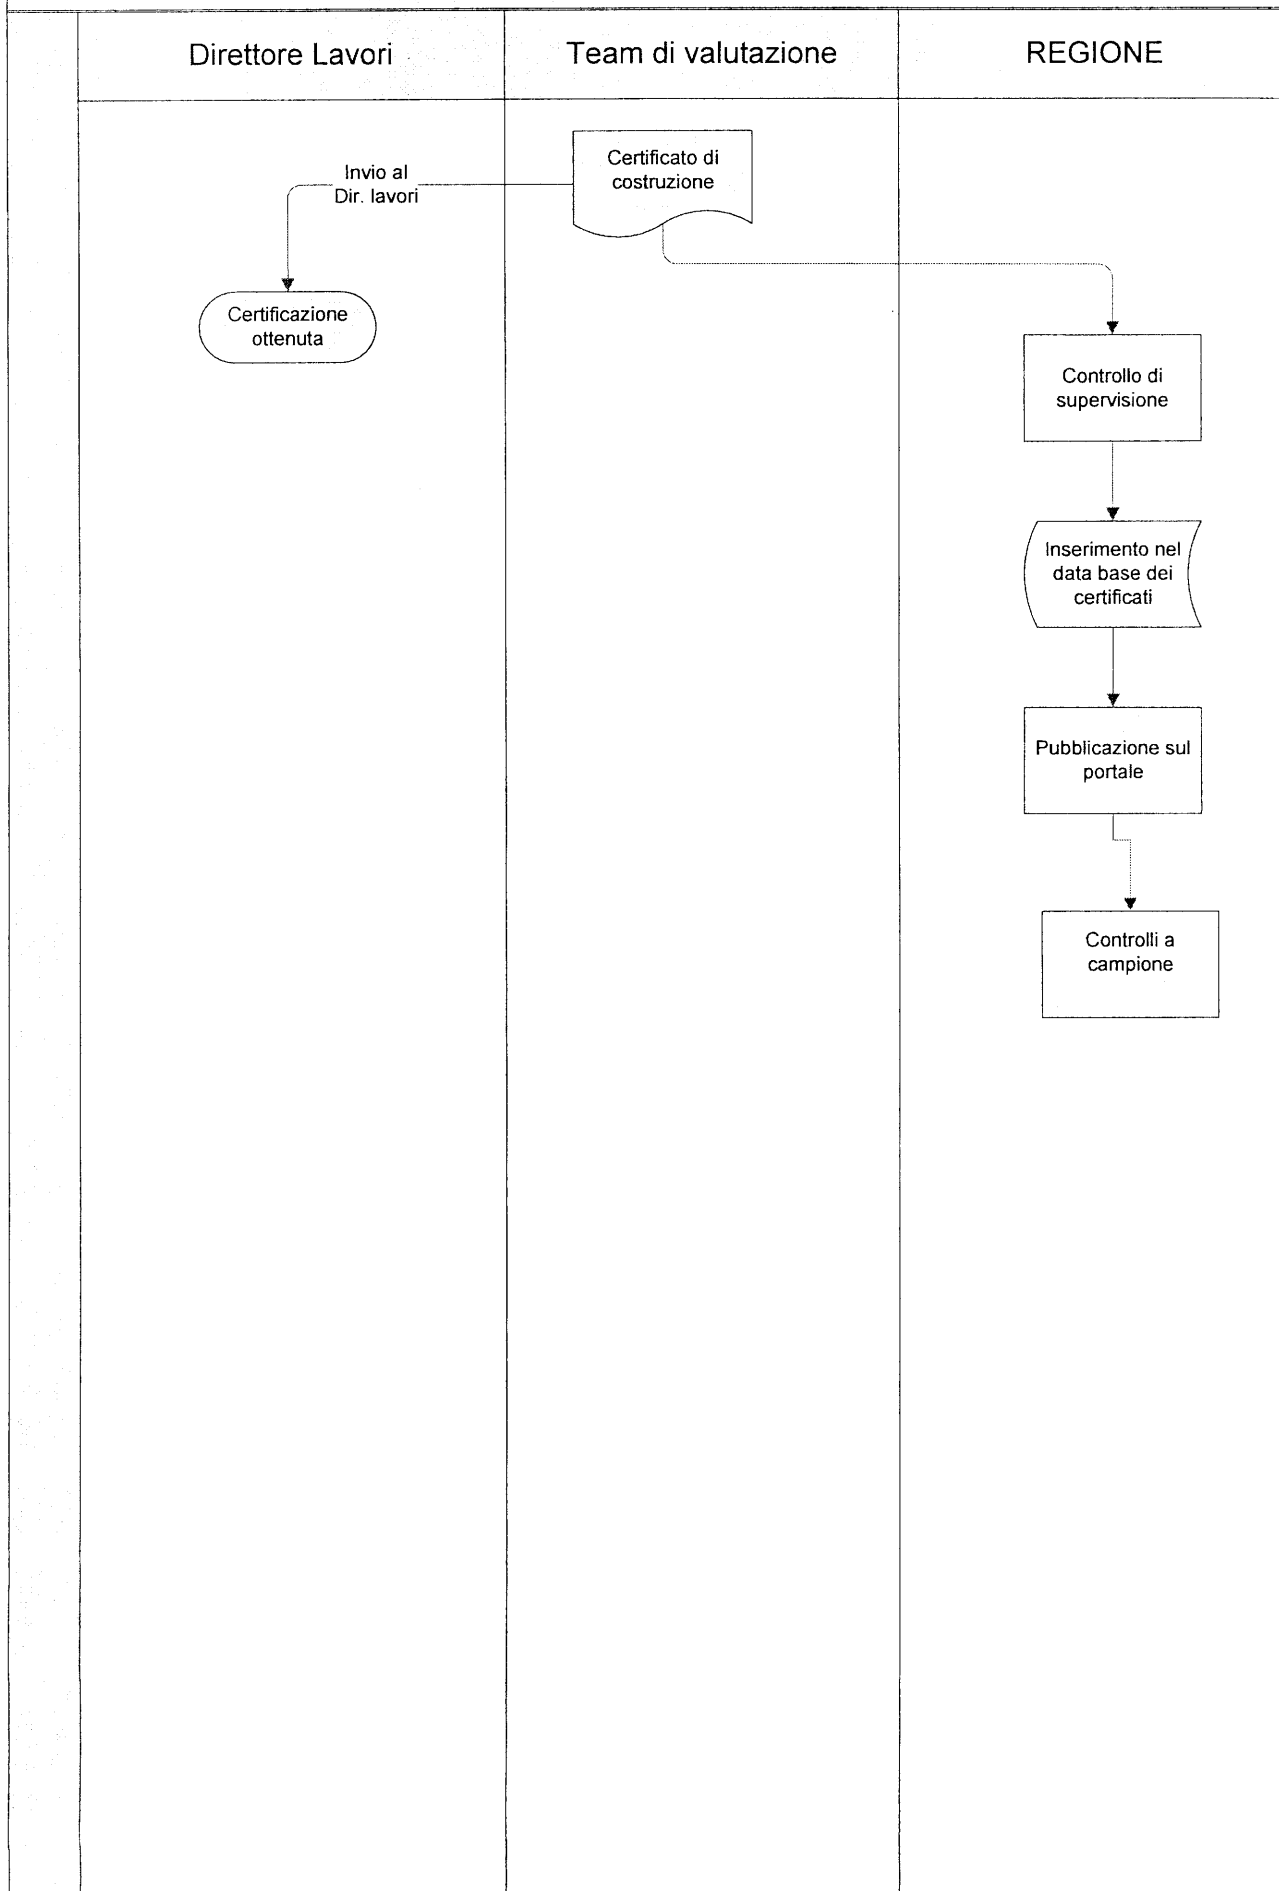 Direttore Lavori
Team di valutazione
REGIONE
Certificato di
costruzione
Invio al
Dir. lavori
Certificazione
ottenuta
Controllo di
supervisione
Inserimento nel
data base dei
certificati
Pubblicazione sul
portale
Controlli a
campione